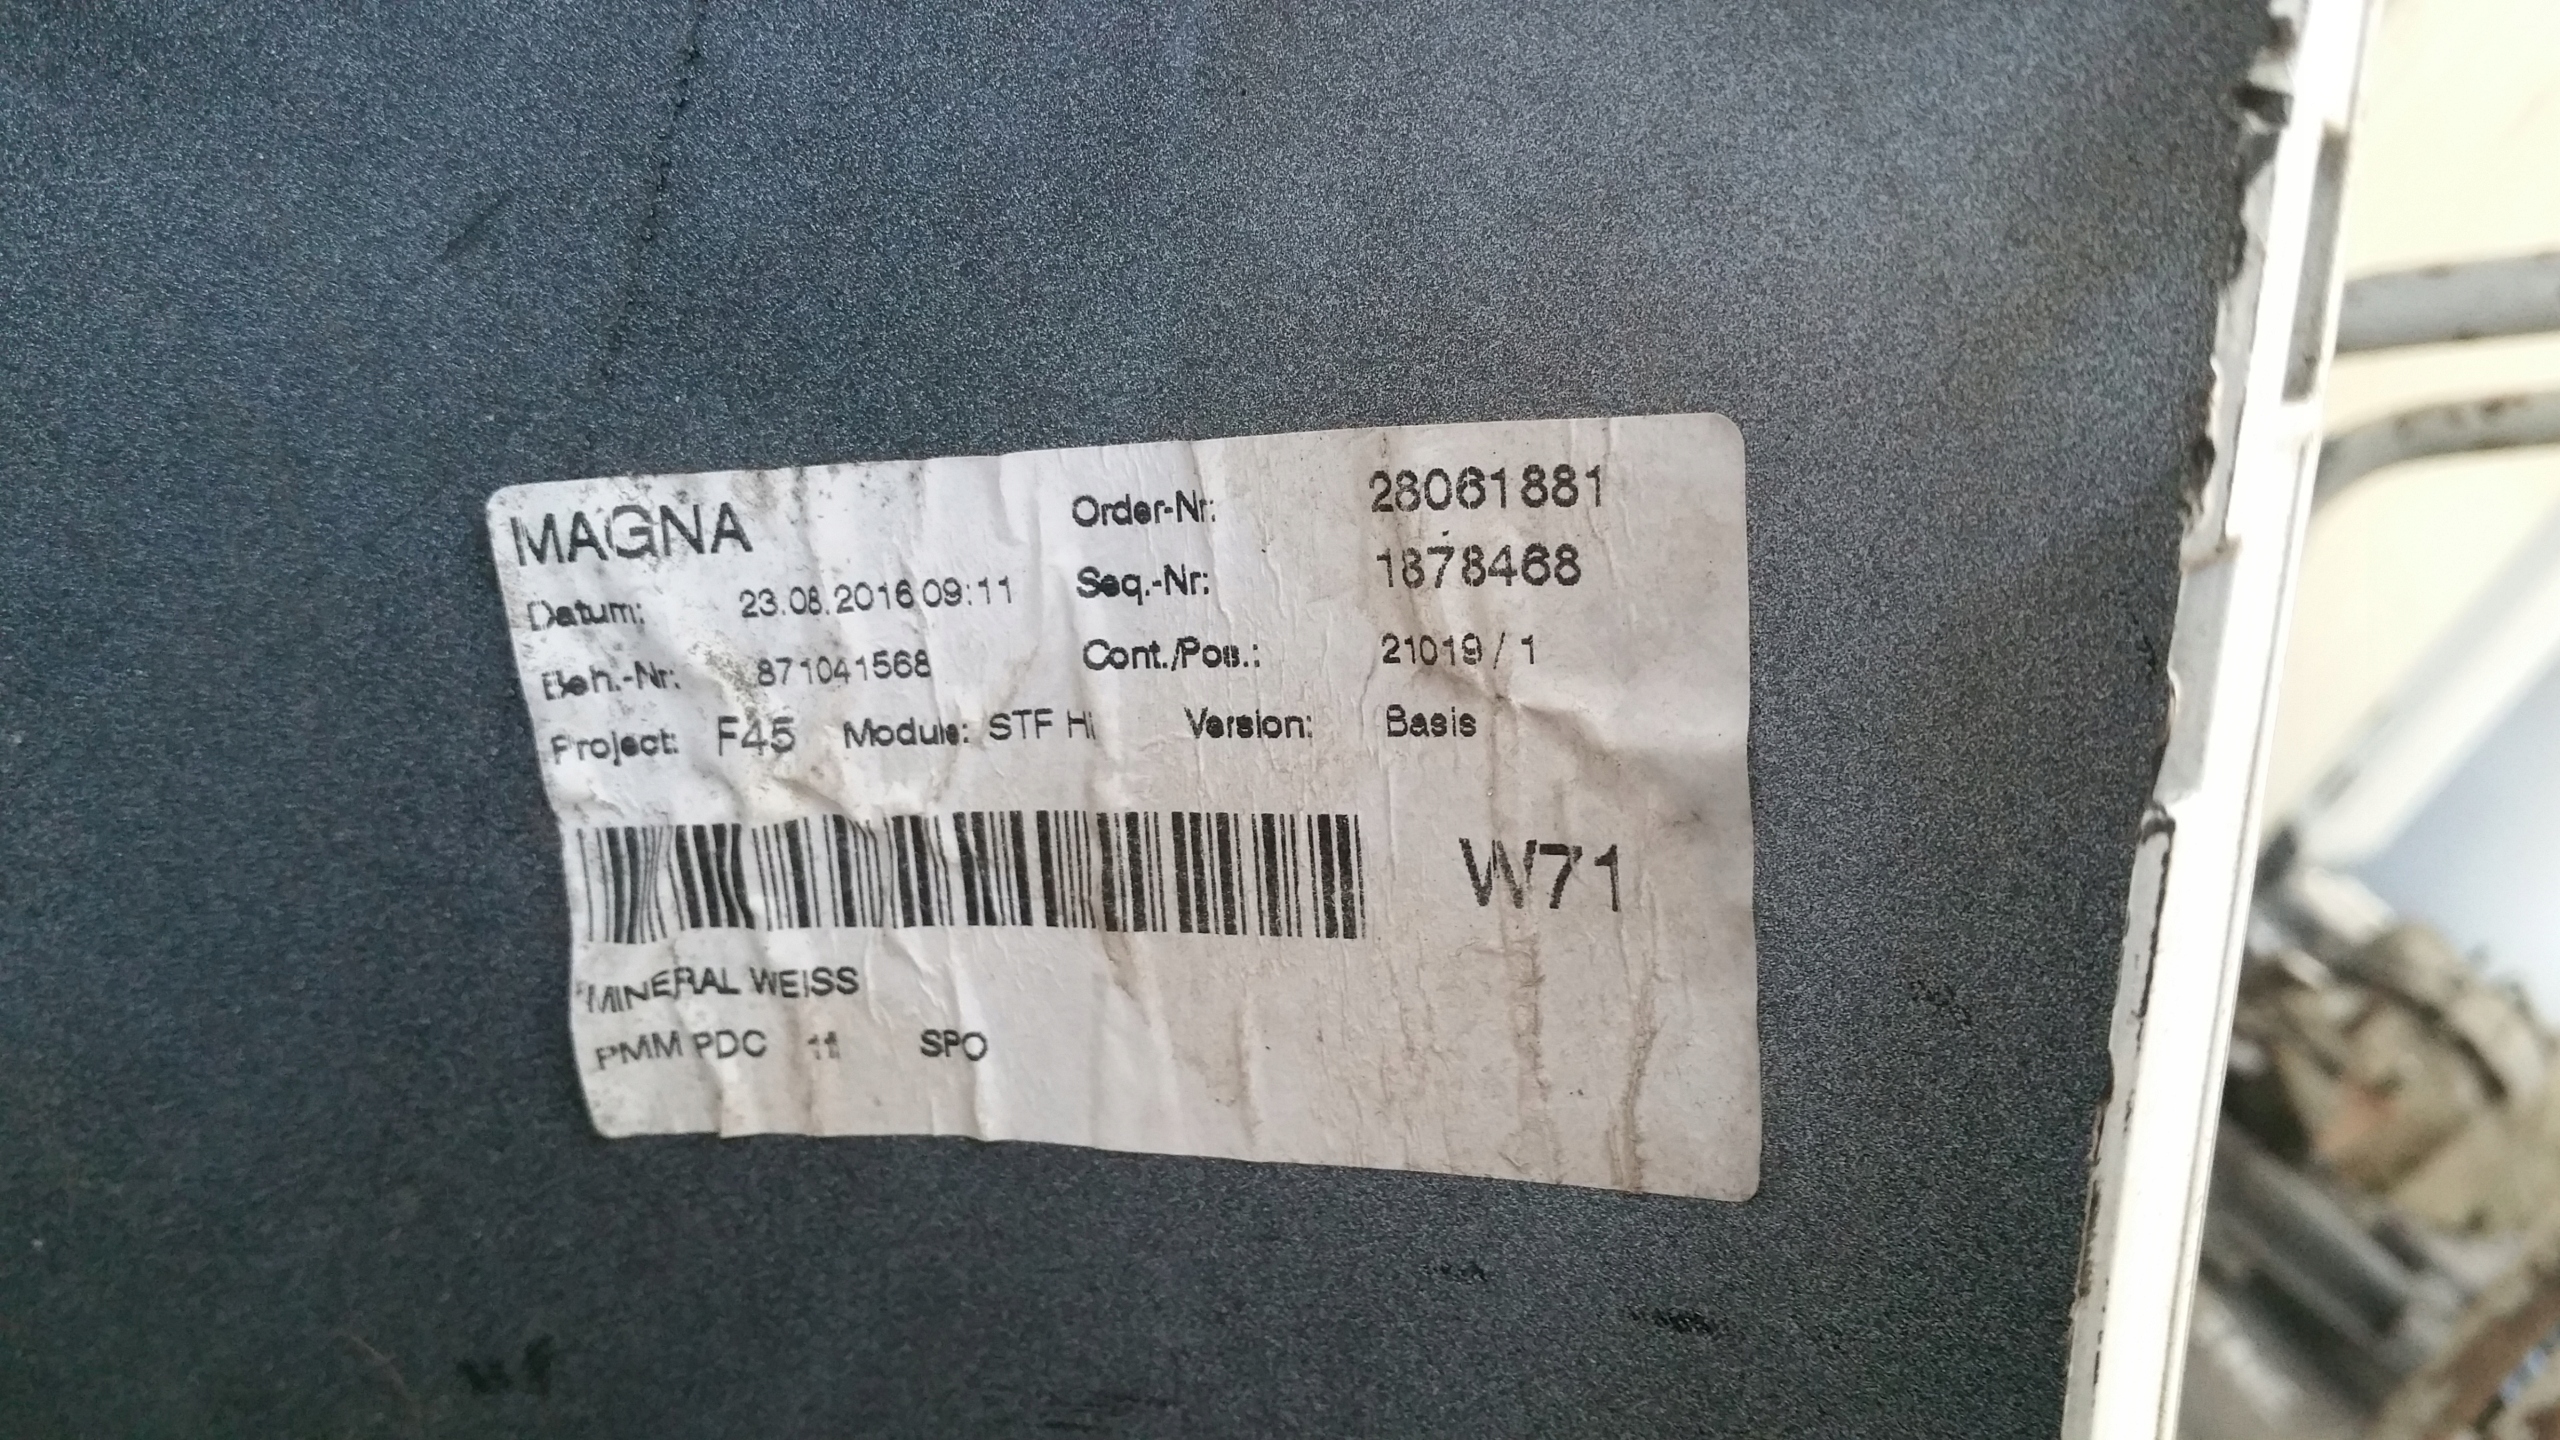 MAGNA Order-Nr: 28061881
Datum: 23.08.2016 09:11 Seq.-Nr: 1878468
Beh.-Nr: 871041568 Cont./Pos.: 21019 / 1
Project: F45 Module: STF Hi Version: Basis
W71
MINERAL WEISS
PMM PDC 11 SPO